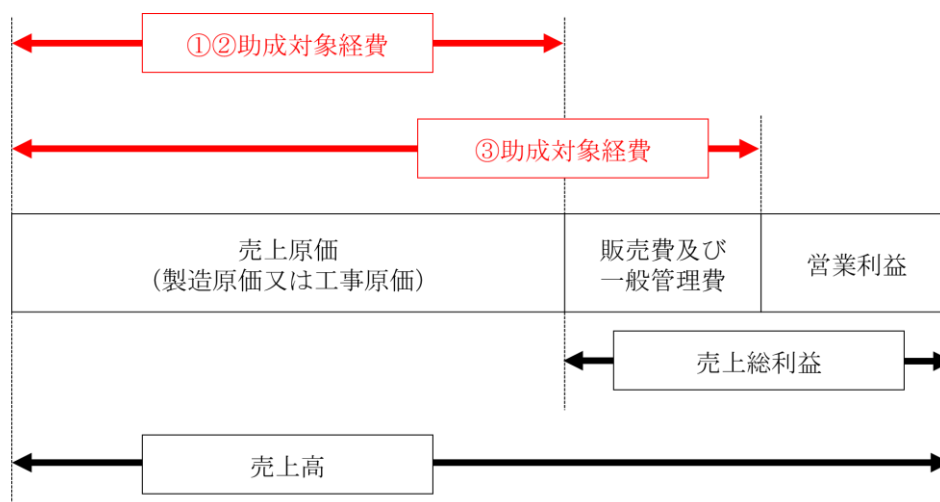 ①②助成対象経費
③助成対象経費
売上原価
（製造原価又は工事原価）
販売費及び
一般管理費
営業利益
売上総利益
売上高